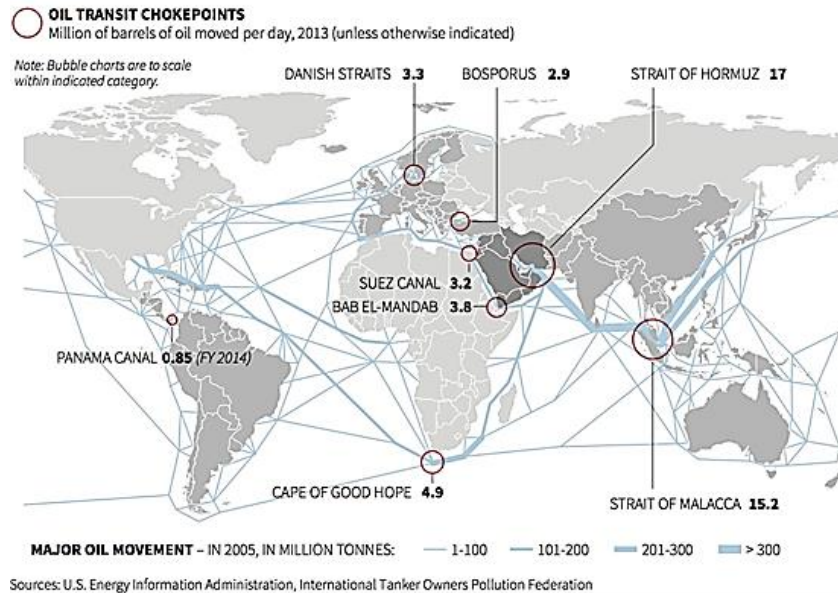 OIL TRANSIT CHOKEPOINTS
Million of barrels of oil moved per day, 2013 (unless otherwise indicated)
Note: Bubble charts are to scale
within indicated category.
DANISH STRAITS 3.3
BOSPORUS 2.9
STRAIT OF HORMUZ 17
SUEZ CANAL 3.2
BAB EL-MANDAB 3.8
PANAMA CANAL 0.85 (FY 2014)
CAPE OF GOOD HOPE 4.9
STRAIT OF MALACCA 15.2
MAJOR OIL MOVEMENT – IN 2005, IN MILLION TONNES: 1-100 101-200 201-300 > 300
Sources: U.S. Energy Information Administration, International Tanker Owners Pollution Federation